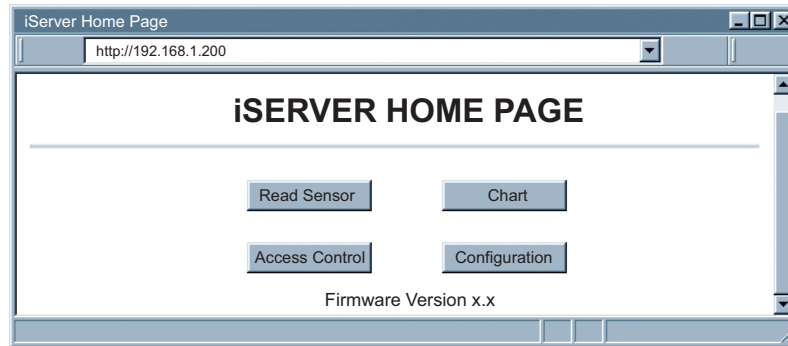 iServer Home Page
http://192.168.1.200
iSERVER HOME PAGE
Read Sensor Chart
Access Control Configuration
Firmware Version x.x